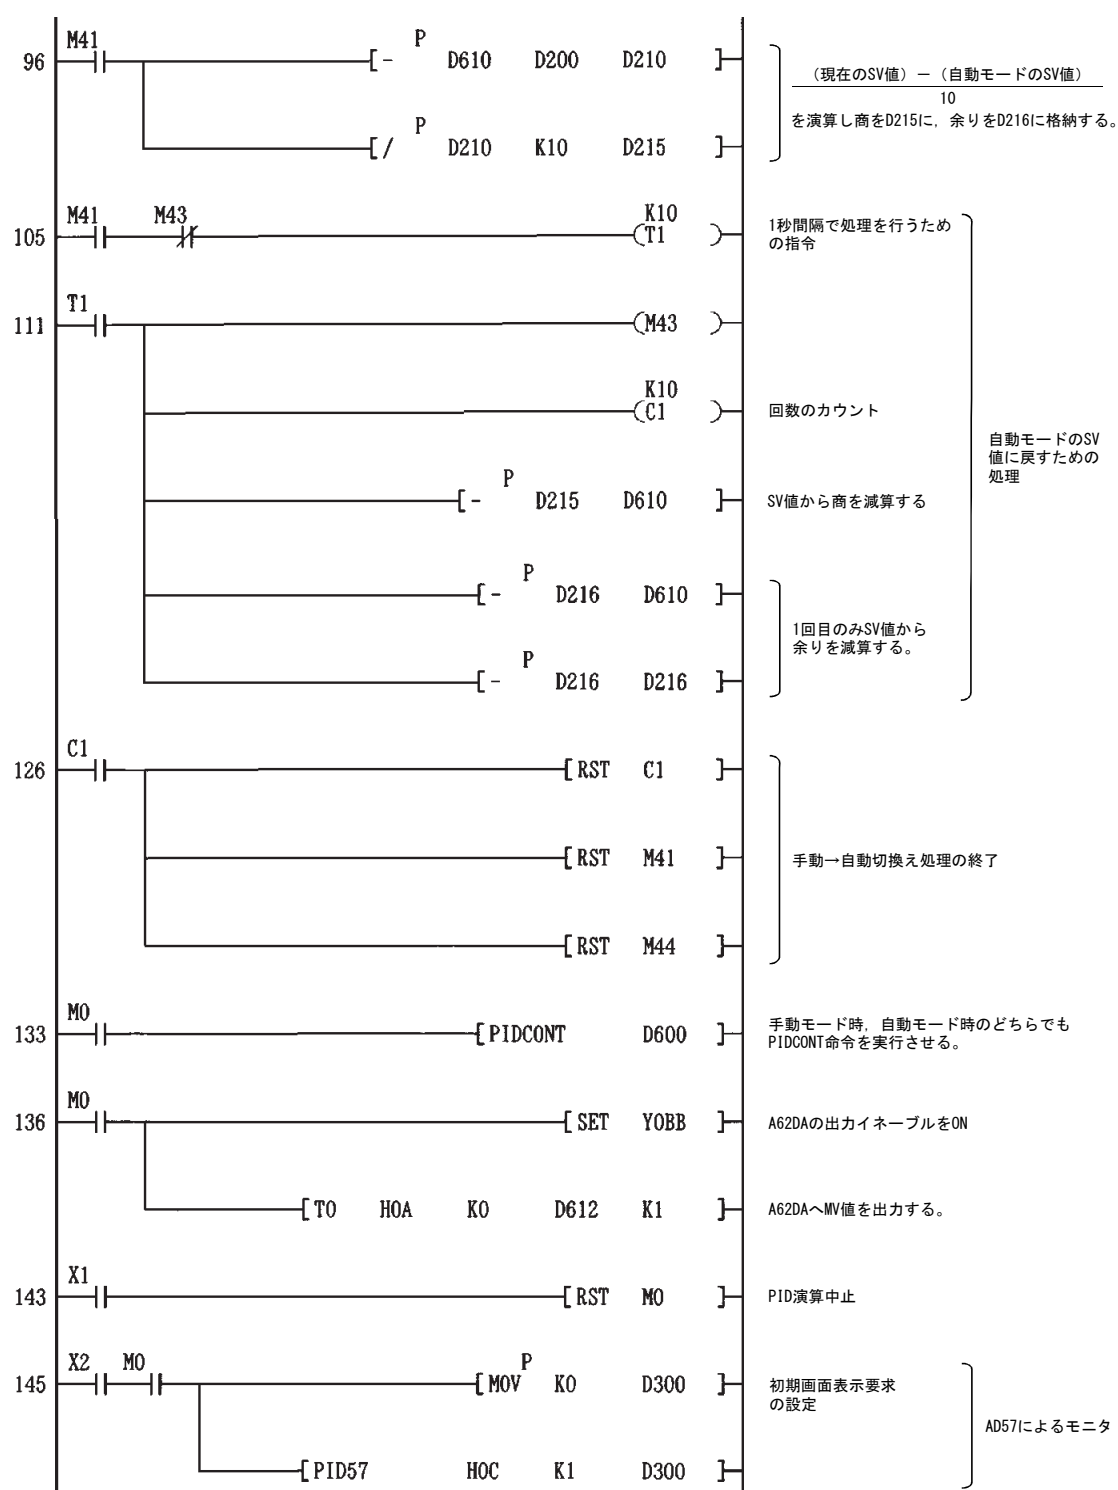 M41
96 [- P D610 D200 D210 ]
(現在のSV値) － (自動モードのSV値)
10
を演算し商をD215に，余りをD216に格納する。
[/ P D210 K10 D215 ]
M41 M43 K10
105 (T1 )
1秒間隔で処理を行うため
の指令
T1
111 (M43 )
K10
(C1 )
回数のカウント
自動モードのSV
値に戻すための
処理
[- P D215 D610 ]
SV値から商を減算する
[- P D216 D610 ]
1回目のみSV値から
余りを減算する。
[- P D216 D216 ]
C1
126 [ RST C1 ]
[ RST M41 ]
手動→自動切換え処理の終了
[ RST M44 ]
M0
133 [ PIDCONT D600 ]
手動モード時，自動モード時のどちらでも
PIDCONT命令を実行させる。
M0
136 [ SET Y0BB ]
A62DAの出力イネーブルをON
[ TO H0A K0 D612 K1 ]
A62DAへMV値を出力する。
X1
143 [ RST M0 ]
PID演算中止
X2 M0
145 [ MOV P K0 D300 ]
初期画面表示要求
の設定
AD57によるモニタ
[ PID57 H0C K1 D300 ]